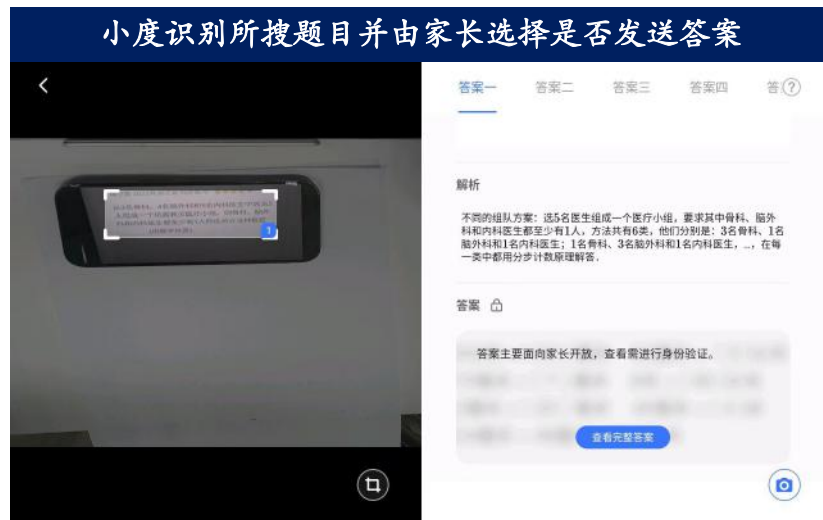 小度识别所搜题目并由家长选择是否发送答案
答案一 答案二 答案三 答案四 答
解析
不同的组队方案：选5名医生组成一个医疗小组，要求其中骨科、脑外
科和内科医生都至少有1人，方法共有6类，他们分别是：3名骨科、1名
脑外科和1名内科医生；1名骨科、3名脑外科和1名内科医生，…，在每
一类中都用分步计数原理解答.
答案
答案主要面向家长开放，查看需进行身份验证。
查看完整答案
1